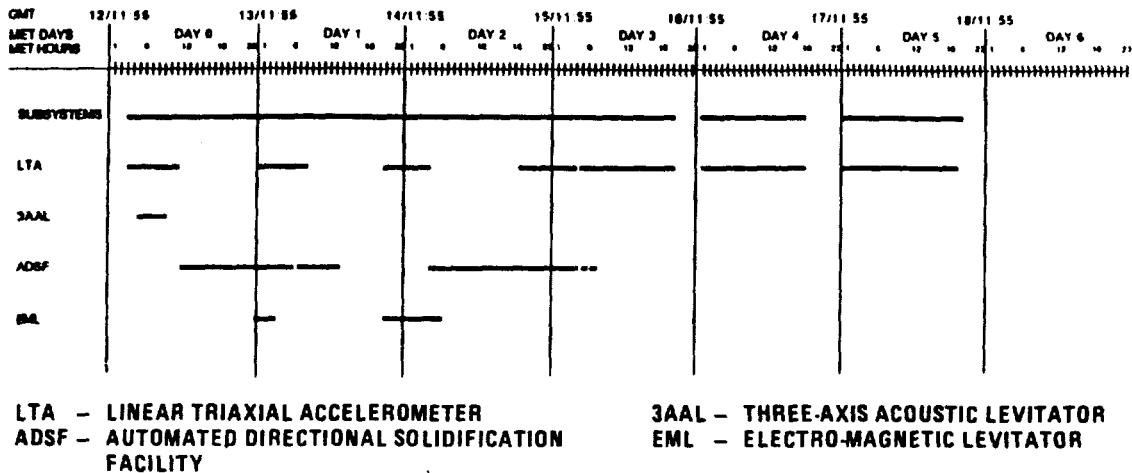 GMT 12/11:55 13/11:55 14/11:55 15/11:55 16/11:55 17/11:55 18/11:55
MET DAYS DAY 0 DAY 1 DAY 2 DAY 3 DAY 4 DAY 5 DAY 6
MET HOURS
SUBSYSTEMS
LTA
3AAL
ADSF
EML
LTA – LINEAR TRIAXIAL ACCELEROMETER
ADSF – AUTOMATED DIRECTIONAL SOLIDIFICATION
FACILITY
3AAL – THREE-AXIS ACOUSTIC LEVITATOR
EML – ELECTRO-MAGNETIC LEVITATOR